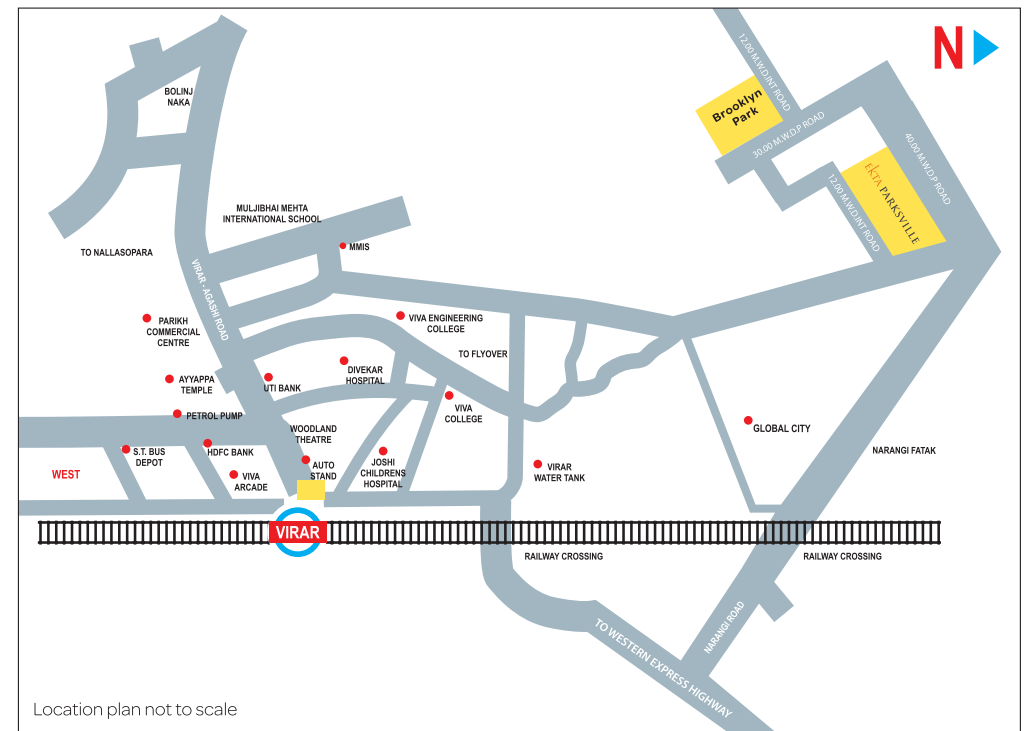 N
12.00 M.W.D.INT ROAD
Brooklyn
Park
30.00 M.W.D.P ROAD
40.00 M.W.D.P ROAD
12.00 M.W.D.INT ROAD
EKTA PARKSVILLE
BOLINJ
NAKA
MULJIBHAI MEHTA
INTERNATIONAL SCHOOL
MMIS
TO NALLASOPARA
VIRAR - AGASHI ROAD
PARIKH
COMMERCIAL
CENTRE
VIVA ENGINEERING
COLLEGE
TO FLYOVER
DIVEKAR
HOSPITAL
AYYAPPA
TEMPLE
UTI BANK
VIVA
COLLEGE
PETROL PUMP
WOODLAND
THEATRE
GLOBAL CITY
S.T. BUS
DEPOT
HDFC BANK
NARANGI FATAK
WEST
VIVA
ARCADE
AUTO
STAND
JOSHI
CHILDRENS
HOSPITAL
VIRAR
WATER TANK
VIRAR
RAILWAY CROSSING
RAILWAY CROSSING
NARANGI ROAD
TO WESTERN EXPRESS HIGHWAY
Location plan not to scale